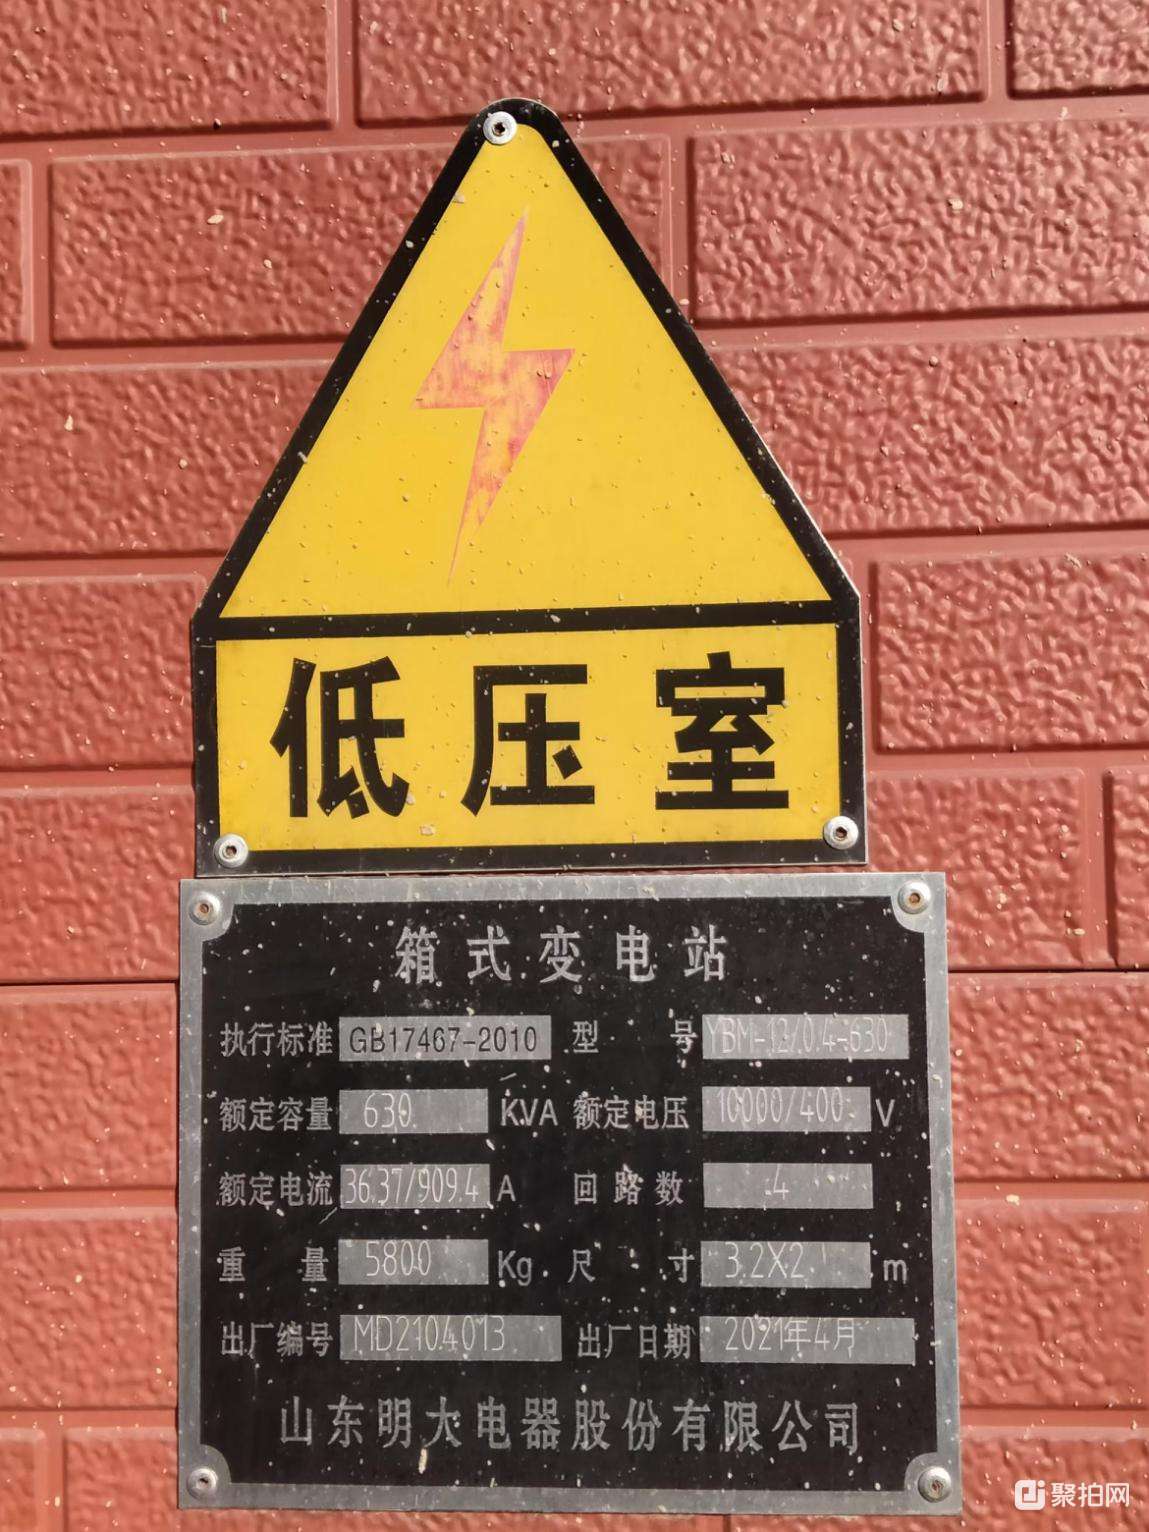 低压室
箱式变电站
执行标准 GB17467-2010 型号 YBM-12/0.4-630
额定容量 630 KVA 额定电压 10000/400 V
额定电流 36.37/909.4 A 回路数 4
重量 5800 Kg 尺寸 3.2X2 m
出厂编号 MD2104013 出厂日期 2021年4月
山东明大电器股份有限公司
聚拍网